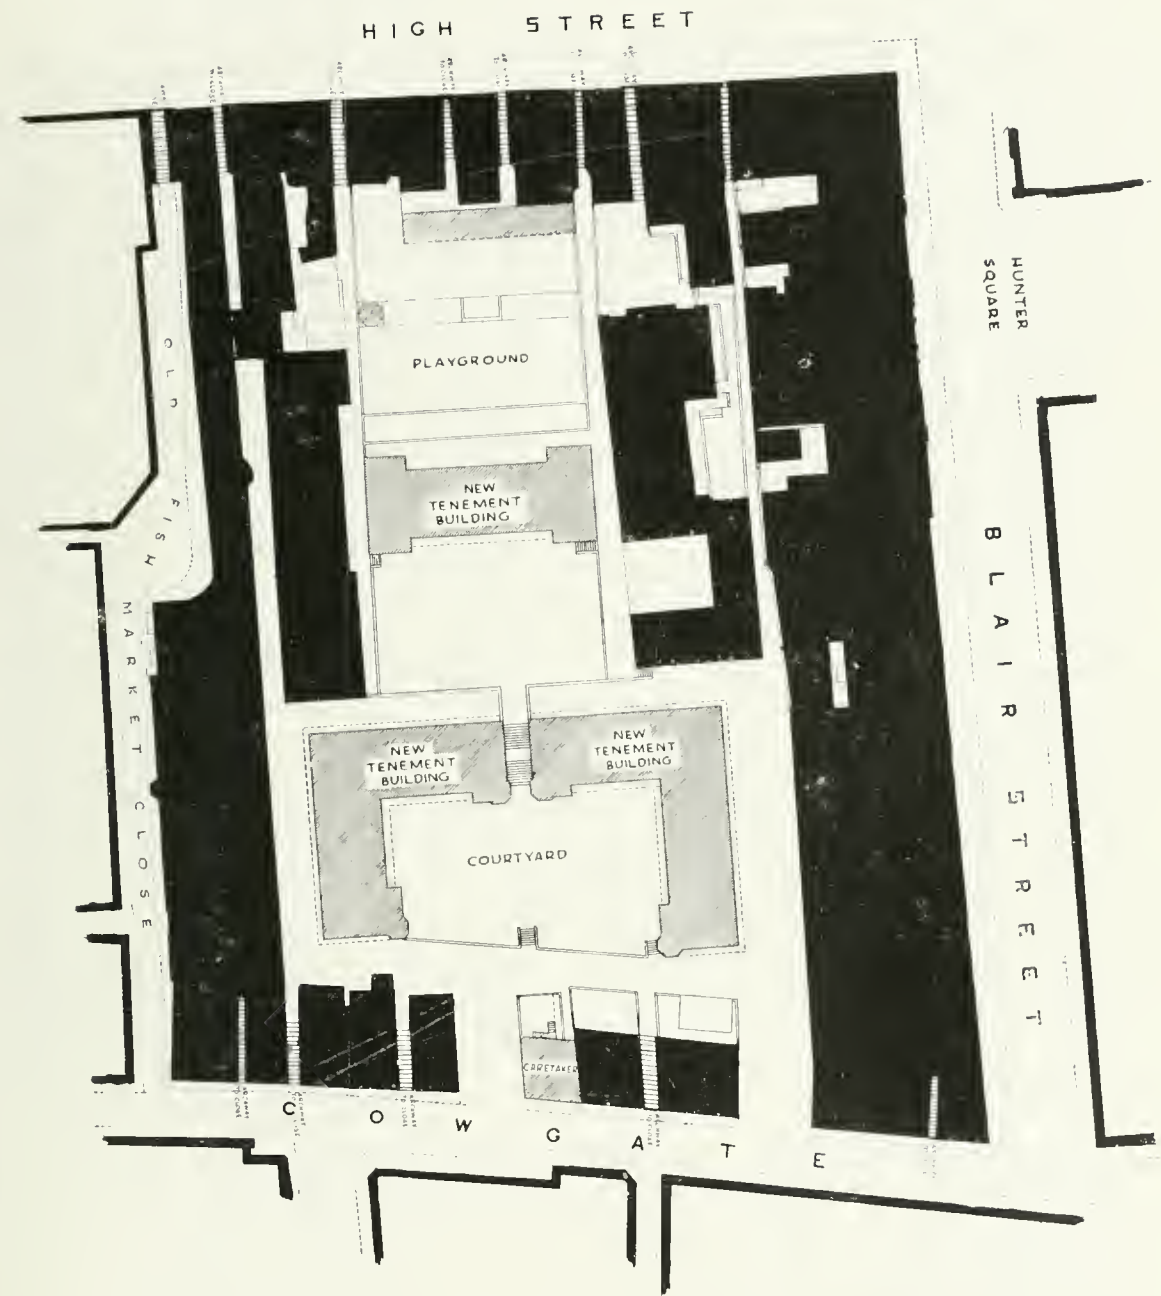 HIGH STREET
HUNTER
SQUARE
OLD FISH MARKET CLOSE
PLAYGROUND
NEW
TENEMENT
BUILDING
BLAIR STREET
NEW
TENEMENT
BUILDING
NEW
TENEMENT
BUILDING
COURTYARD
CARETAKER
COWGATE